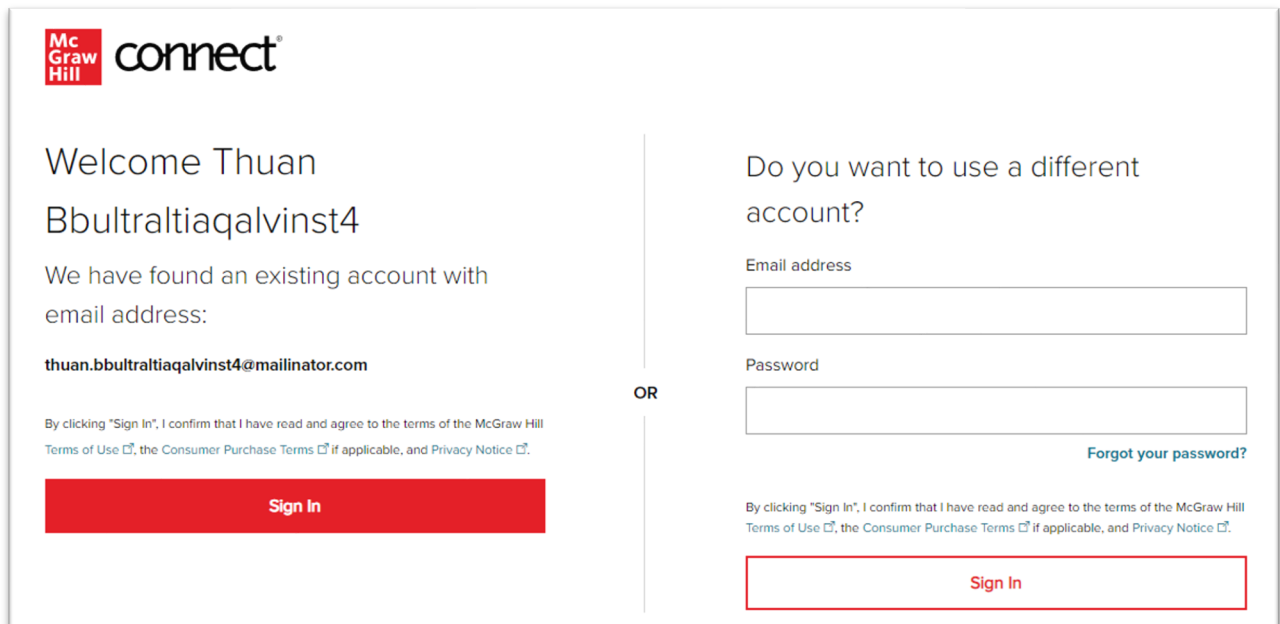 Mc
Graw
Hill
connect®
Welcome Thuan
Bbultraltiaqalvinst4
We have found an existing account with
email address:
thuan.bbultraltiaqalvinst4@mailinator.com
By clicking "Sign In", I confirm that I have read and agree to the terms of the McGraw Hill
Terms of Use, the Consumer Purchase Terms if applicable, and Privacy Notice.
Sign In
OR
Do you want to use a different
account?
Email address
Password
Forgot your password?
By clicking "Sign In", I confirm that I have read and agree to the terms of the McGraw Hill
Terms of Use, the Consumer Purchase Terms if applicable, and Privacy Notice.
Sign In